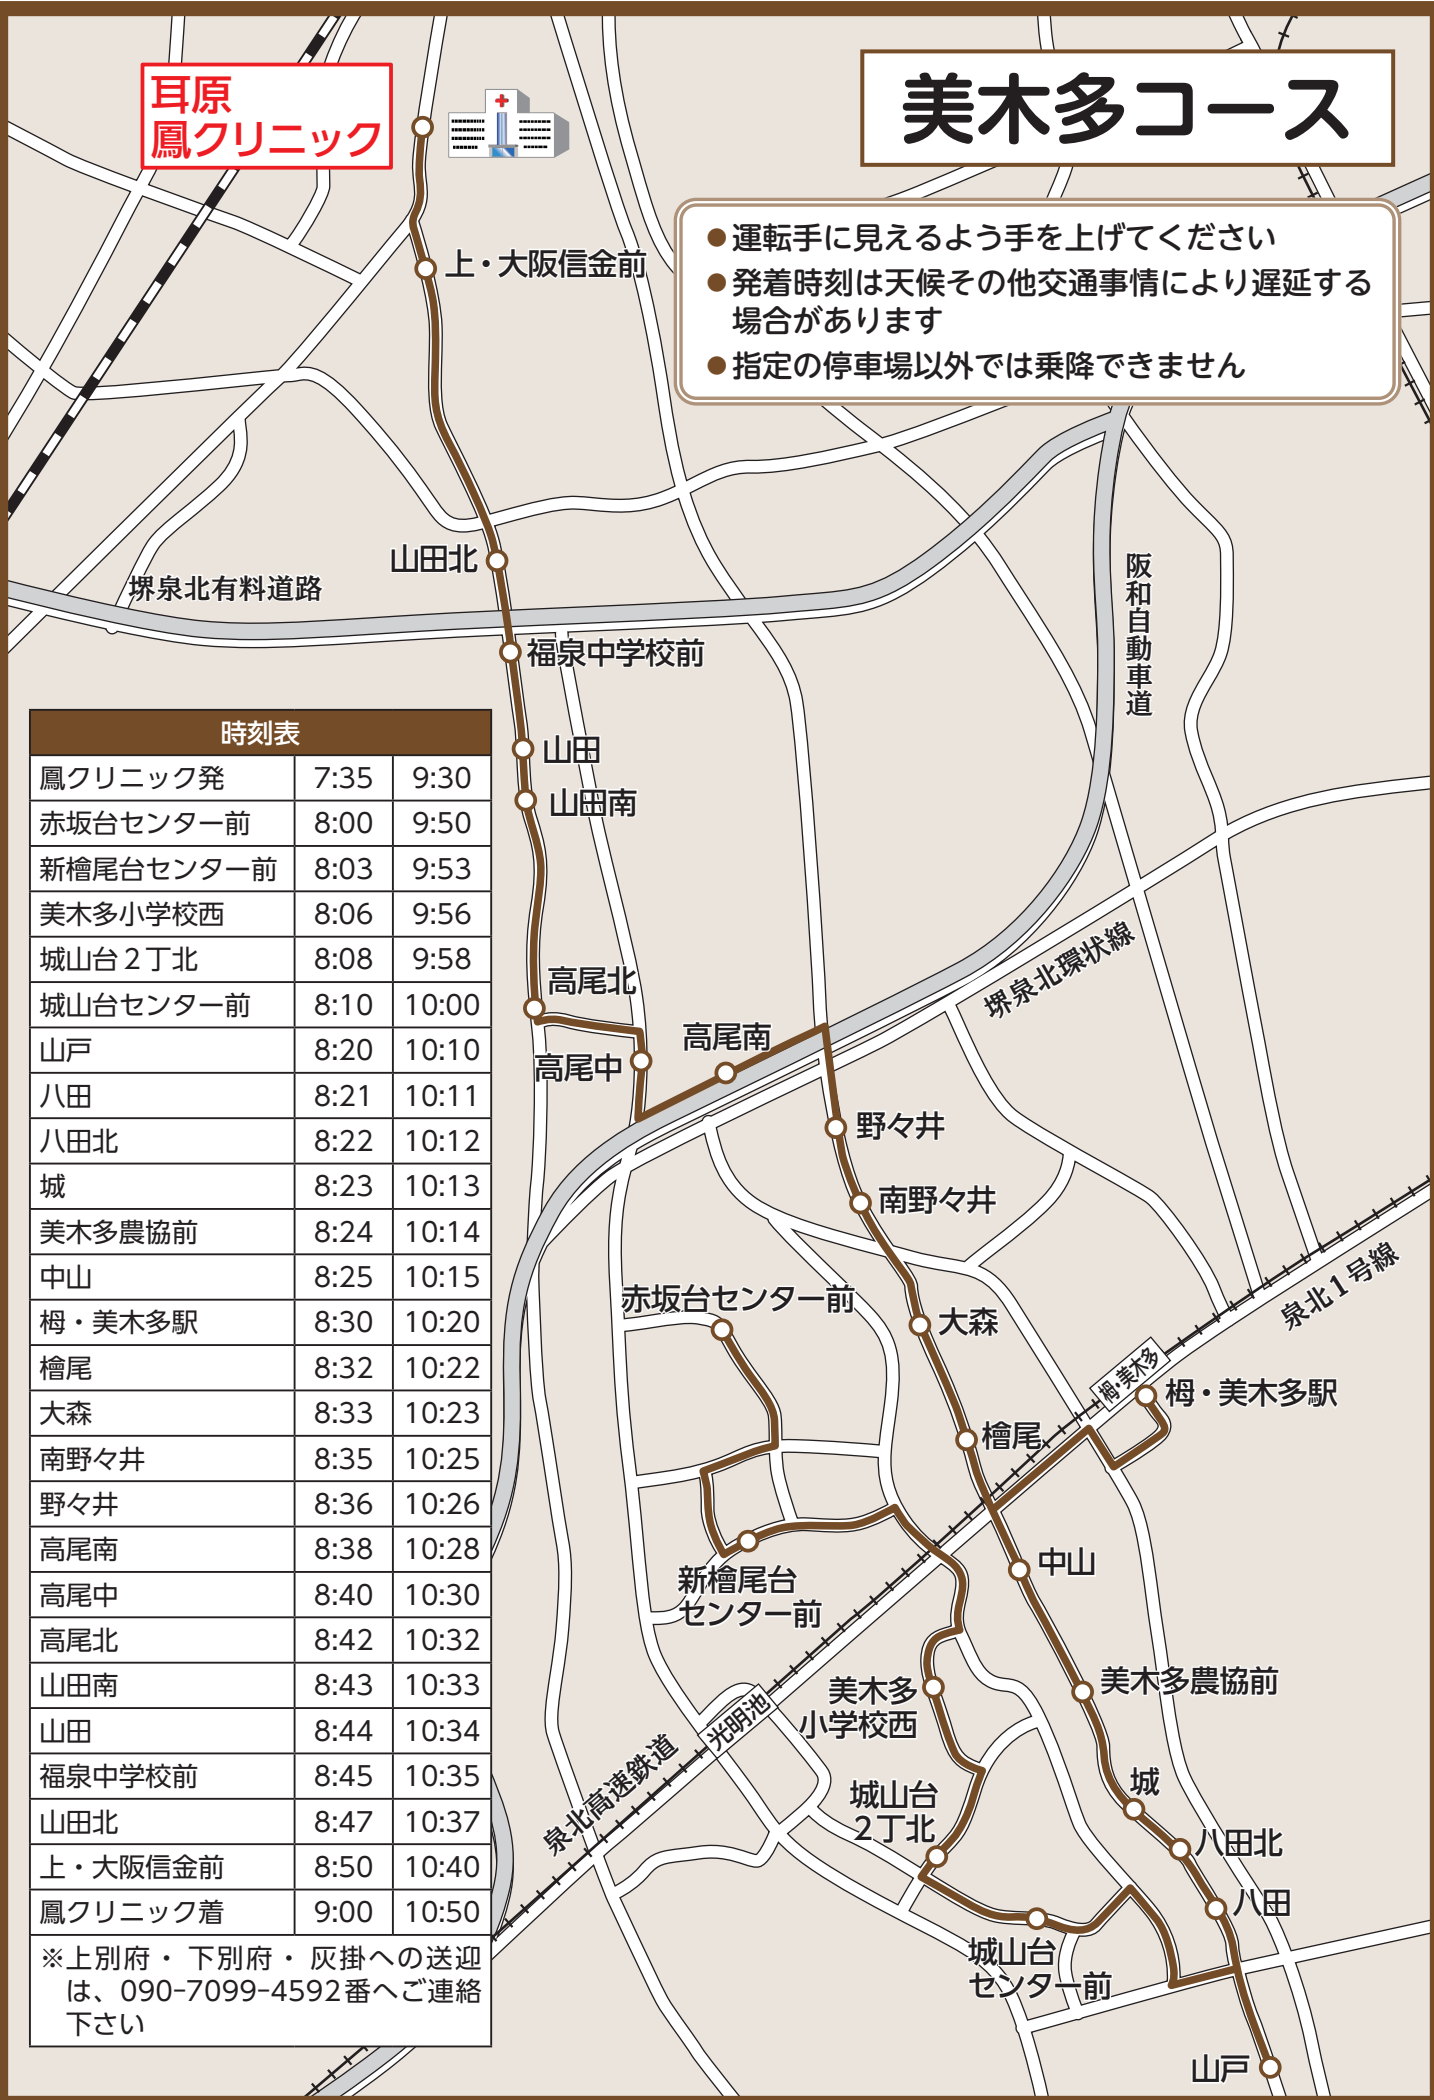 耳原
鳳クリニック
美木多コース
●運転手に見えるよう手を上げてください
●発着時刻は天候その他交通事情により遅延する
場合があります
●指定の停車場以外では乗降できません
上・大阪信金前
山田北
堺泉北有料道路
阪和自動車道
福泉中学校前
山田
山田南
高尾北
高尾中
高尾南
堺泉北環状線
野々井
南野々井
赤坂台センター前
大森
泉北1号線
栂・美木多
栂・美木多駅
檜尾
中山
新檜尾台
センター前
美木多
小学校西
美木多農協前
光明池
泉北高速鉄道
城山台
2丁北
城
八田北
八田
城山台
センター前
山戸
時刻表
鳳クリニック発 7:35 9:30
赤坂台センター前 8:00 9:50
新檜尾台センター前 8:03 9:53
美木多小学校西 8:06 9:56
城山台2丁北 8:08 9:58
城山台センター前 8:10 10:00
山戸 8:20 10:10
八田 8:21 10:11
八田北 8:22 10:12
城 8:23 10:13
美木多農協前 8:24 10:14
中山 8:25 10:15
栂・美木多駅 8:30 10:20
檜尾 8:32 10:22
大森 8:33 10:23
南野々井 8:35 10:25
野々井 8:36 10:26
高尾南 8:38 10:28
高尾中 8:40 10:30
高尾北 8:42 10:32
山田南 8:43 10:33
山田 8:44 10:34
福泉中学校前 8:45 10:35
山田北 8:47 10:37
上・大阪信金前 8:50 10:40
鳳クリニック着 9:00 10:50
※上別府・ 下別府・ 灰掛への送迎
は、090-7099-4592番へご連絡
下さい